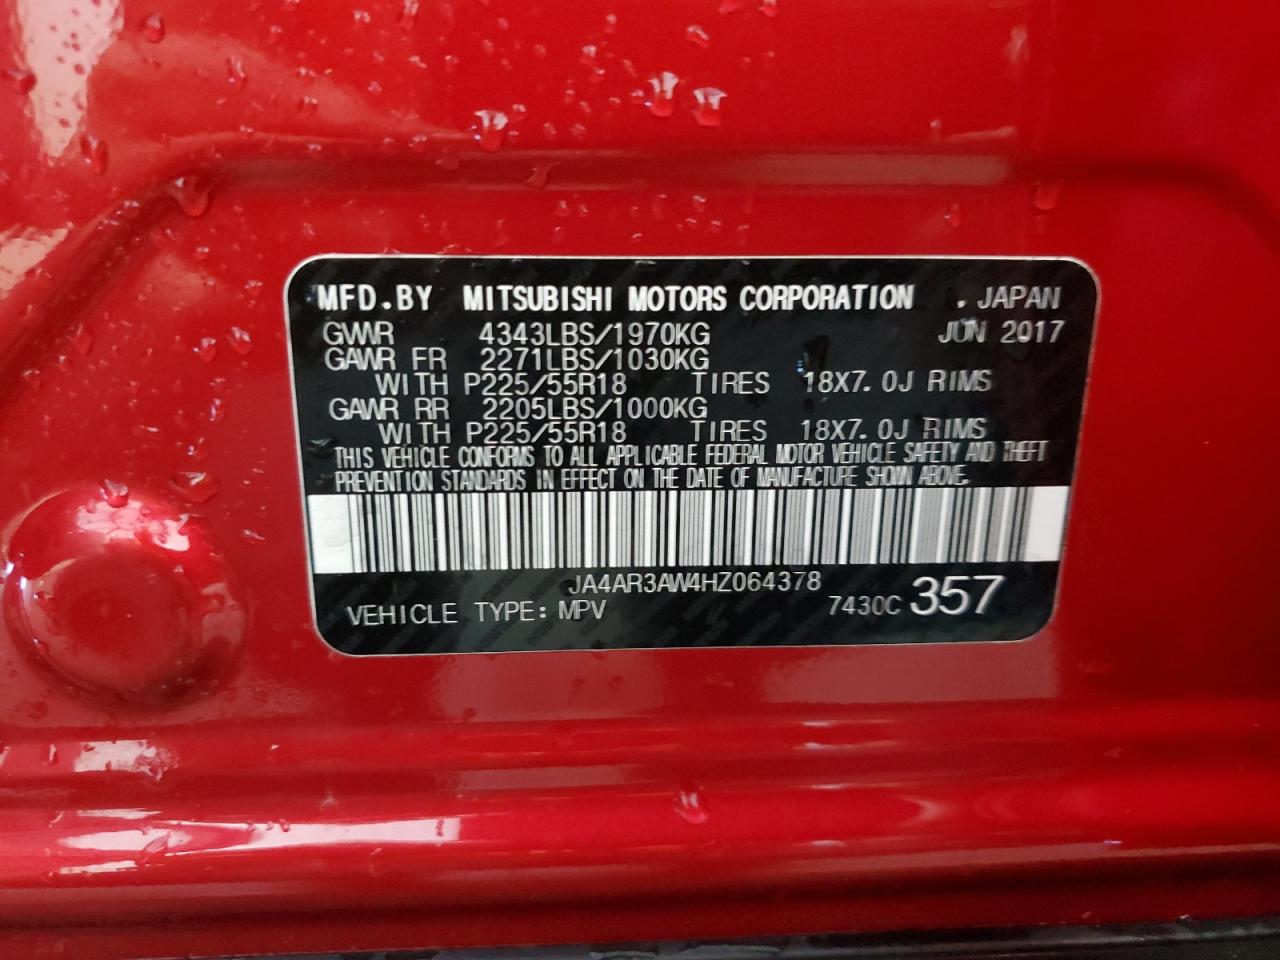 MFD.BY MITSUBISHI MOTORS CORPORATION . JAPAN
GVWR 4343LBS/1970KG JUN 2017
GAWR FR 2271LBS/1030KG
WITH P225/55R18 TIRES 18X7.0J RIMS
GAWR RR 2205LBS/1000KG
WITH P225/55R18 TIRES 18X7.0J RIMS
THIS VEHICLE CONFORMS TO ALL APPLICABLE FEDERAL MOTOR VEHICLE SAFETY AND THEFT
PREVENTION STANDARDS IN EFFECT ON THE DATE OF MANUFACTURE SHOWN ABOVE.
JA4AR3AW4HZ064378
VEHICLE TYPE: MPV 7430C 357